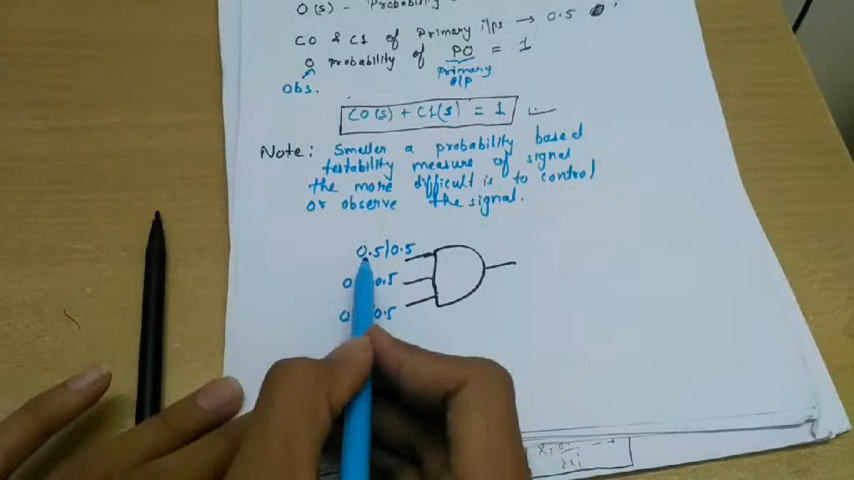 O(s) - Probability
C0 & C1 of Primary i/ps → 0.5
O probability of PO = 1
Obs.
Primary
o/p
C0(s) + C1(s) = 1
Note: Smaller a probability based
testability measure of signal
the more difficult is to control
or observe the signal.
0.5/0.5
0 0.5
0 /0.5